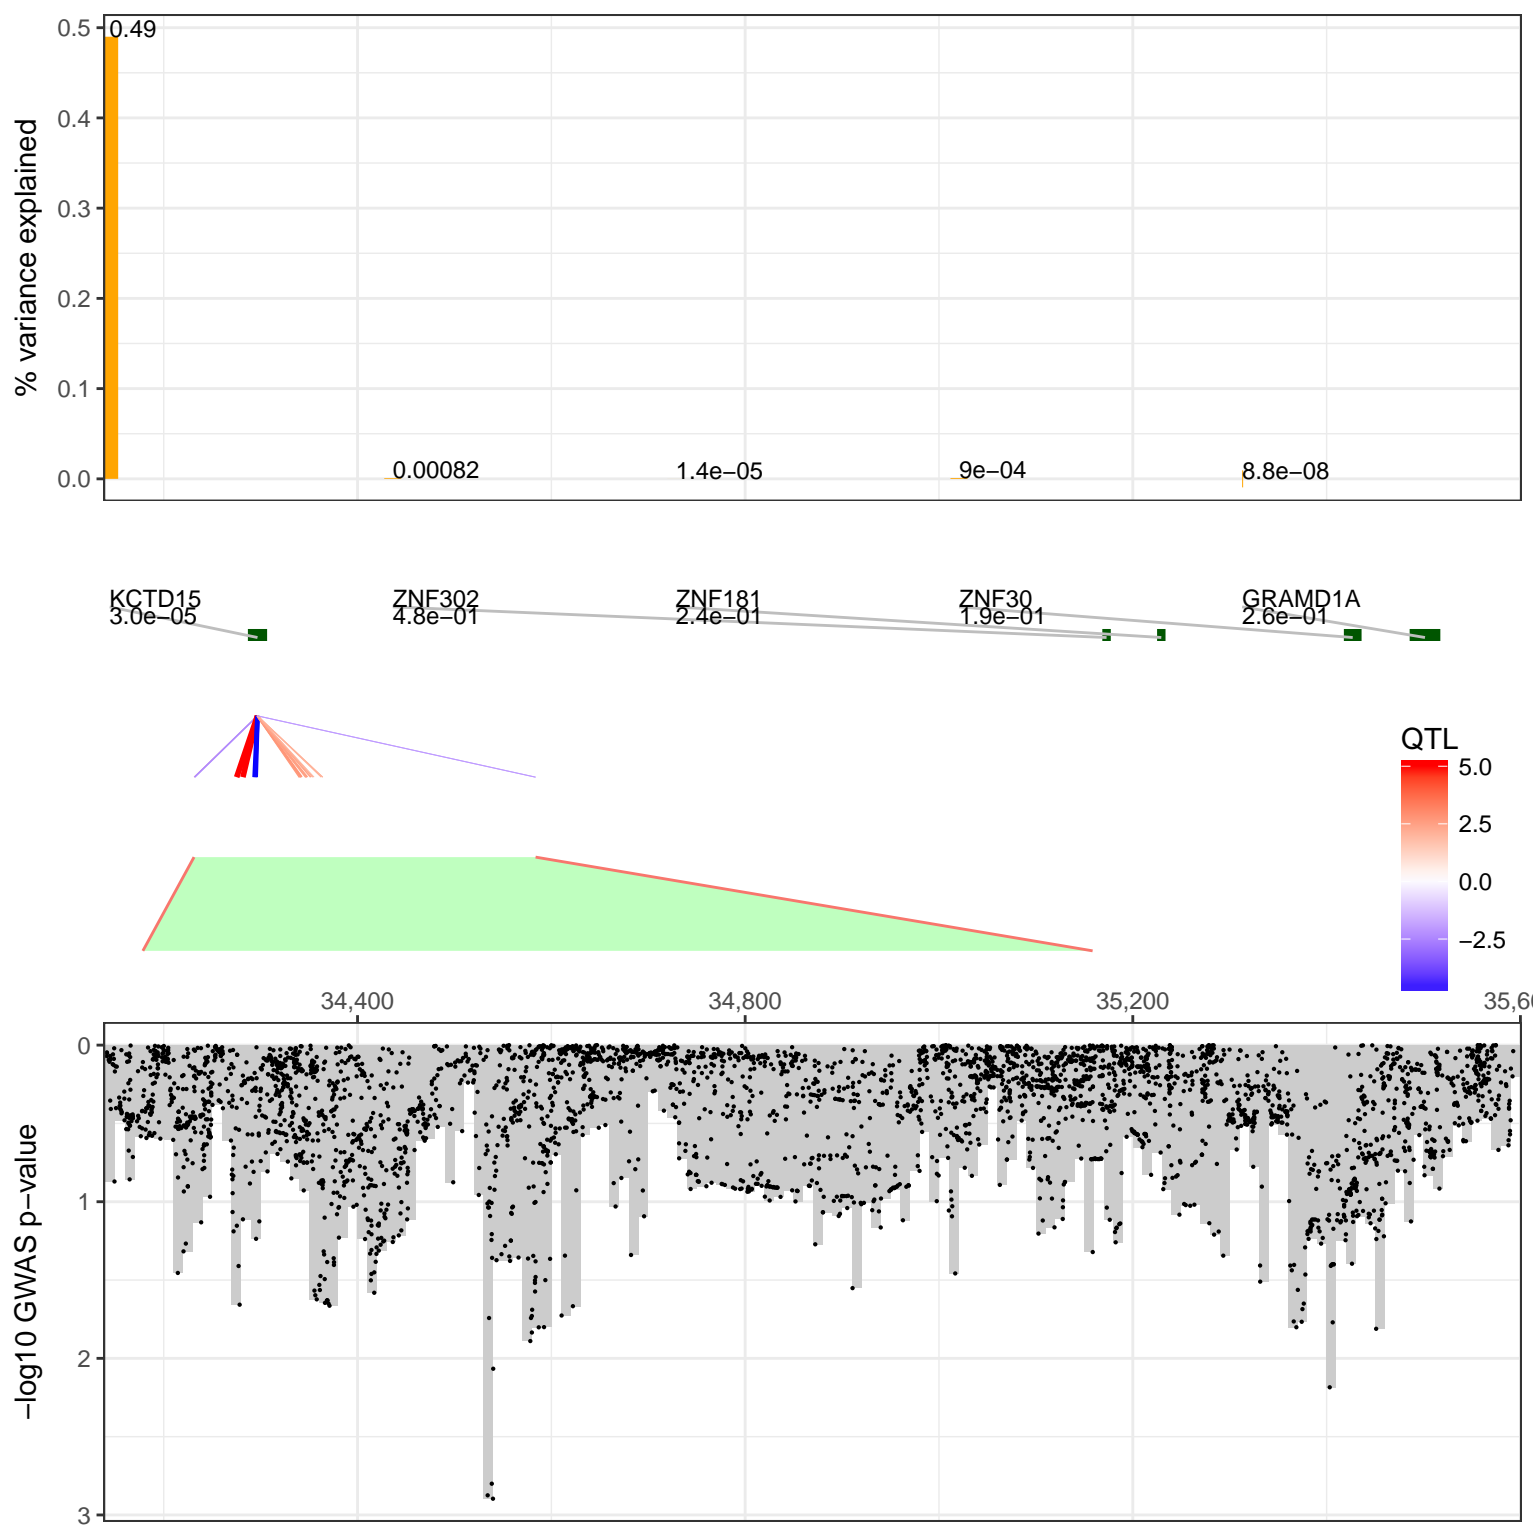 0.49
0.5
0.4
0.3
0.2
0.1
0.0
% variance explained
0.00082 1.4e−05 9e−04 8.8e−08
KCTD15 ZNF302 ZNF181 ZNF30 GRAMD1A
3.0e−05 4.8e−01 2.4e−01 1.9e−01 2.6e−01
QTL
5.0
2.5
0.0
−2.5
34,400 34,800 35,200 35,6
0
1
2
3
−log10 GWAS p−value